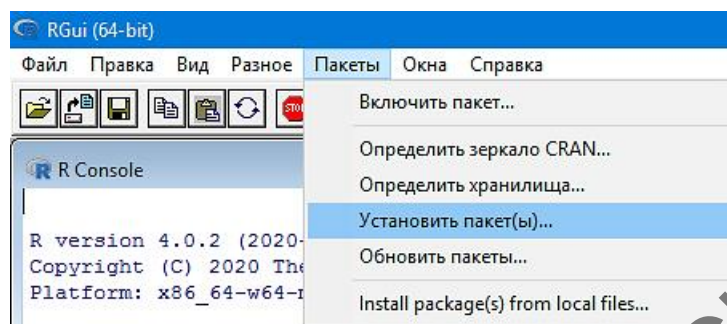 RGui (64-bit)
Файл Правка Вид Разное Пакеты Окна Справка
STOP
Включить пакет...
Определить зеркало CRAN...
Определить хранилища...
Установить пакет(ы)...
Обновить пакеты...
Install package(s) from local files...
R Console
R version 4.0.2 (2020-
Copyright (C) 2020 The
Platform: x86_64-w64-